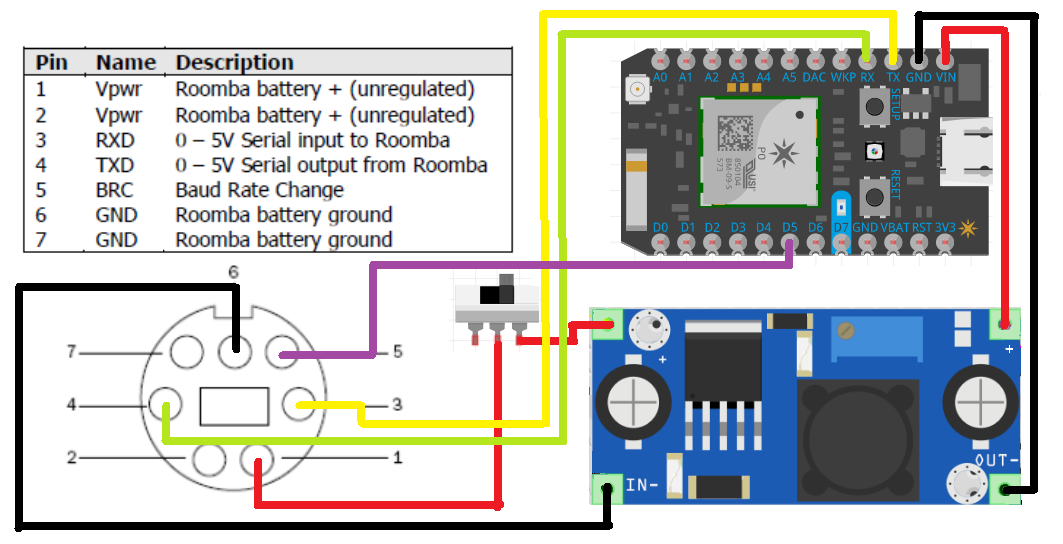 Pin Name Description
1 Vpwr Roomba battery + (unregulated)
2 Vpwr Roomba battery + (unregulated)
3 RXD 0 – 5V Serial input to Roomba
4 TXD 0 – 5V Serial output from Roomba
5 BRC Baud Rate Change
6 GND Roomba battery ground
7 GND Roomba battery ground
A0 A1 A2 A3 A4 A5 DAC WKP RX TX GND VIN
SETUP
P0
850104
BM-09-S
573
RESET
D0 D1 D2 D3 D4 D5 D6 D7 GND VBAT RST 3V3
6
7
5
4
3
2
1
+
+
IN-
OUT-